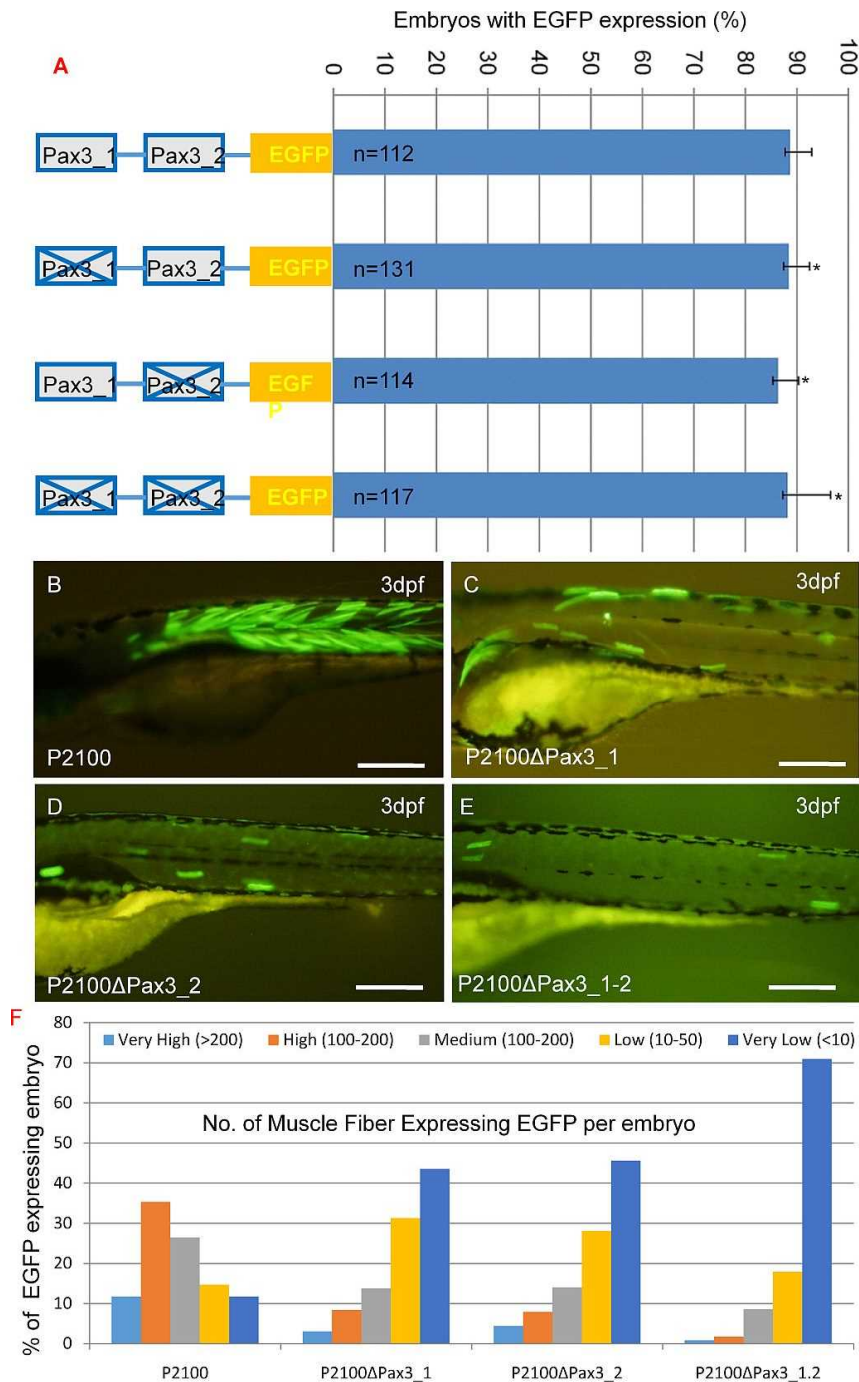 Embryos with EGFP expression (%)
A
0 10 20 30 40 50 60 70 80 90 100
Pax3_1 Pax3_2 EGFP n=112
Pax3_1 Pax3_2 EGFP n=131 *
Pax3_1 Pax3_2 EGF
P n=114 *
Pax3_1 Pax3_2 EGFP n=117 *
B 3dpf
P2100
C 3dpf
P2100ΔPax3_1
D 3dpf
P2100ΔPax3_2
E 3dpf
P2100ΔPax3_1-2
F
% of EGFP expressing embryo
80
70
60
50
40
30
20
10
0
Very High (>200) High (100-200) Medium (100-200) Low (10-50) Very Low (<10)
No. of Muscle Fiber Expressing EGFP per embryo
P2100 P2100ΔPax3_1 P2100ΔPax3_2 P2100ΔPax3_1.2